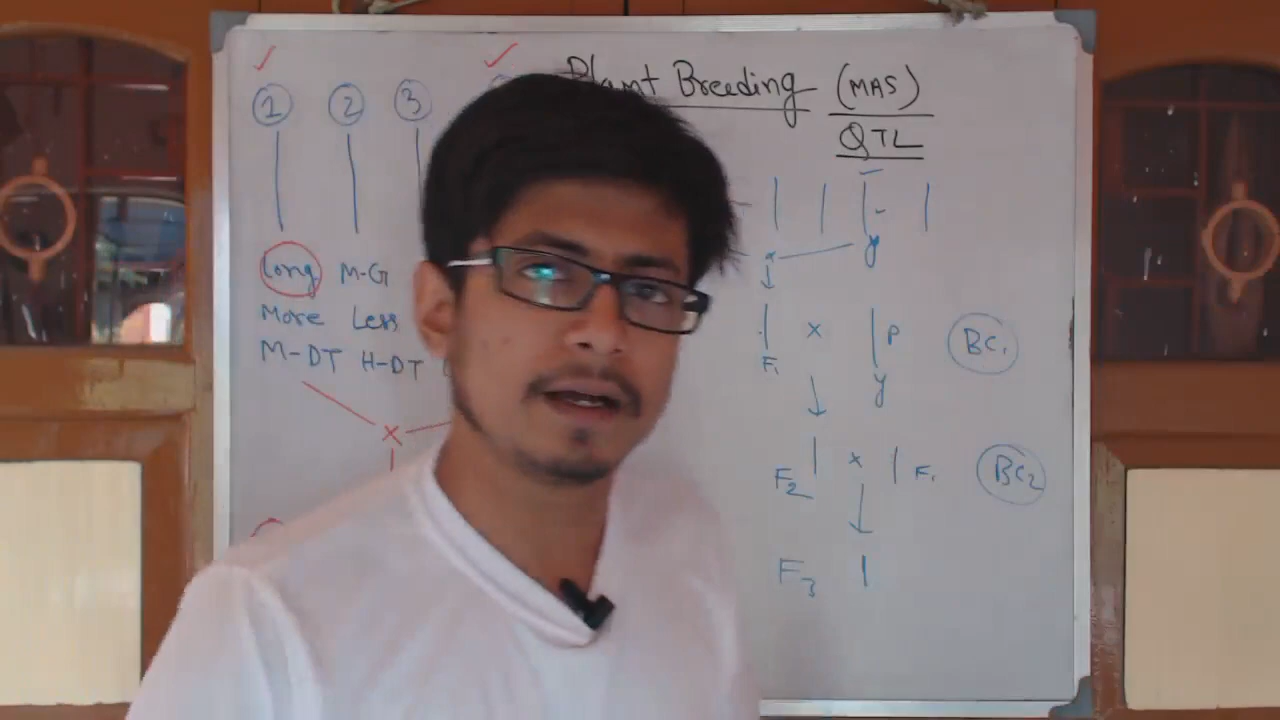 Plant Breeding (MAS)
QTL
1 2 3
long M-G
More Less
M-DT H-DT
x
x y
| x | P
F1 y
BC1
F2 | x | F1
BC2
F3 |